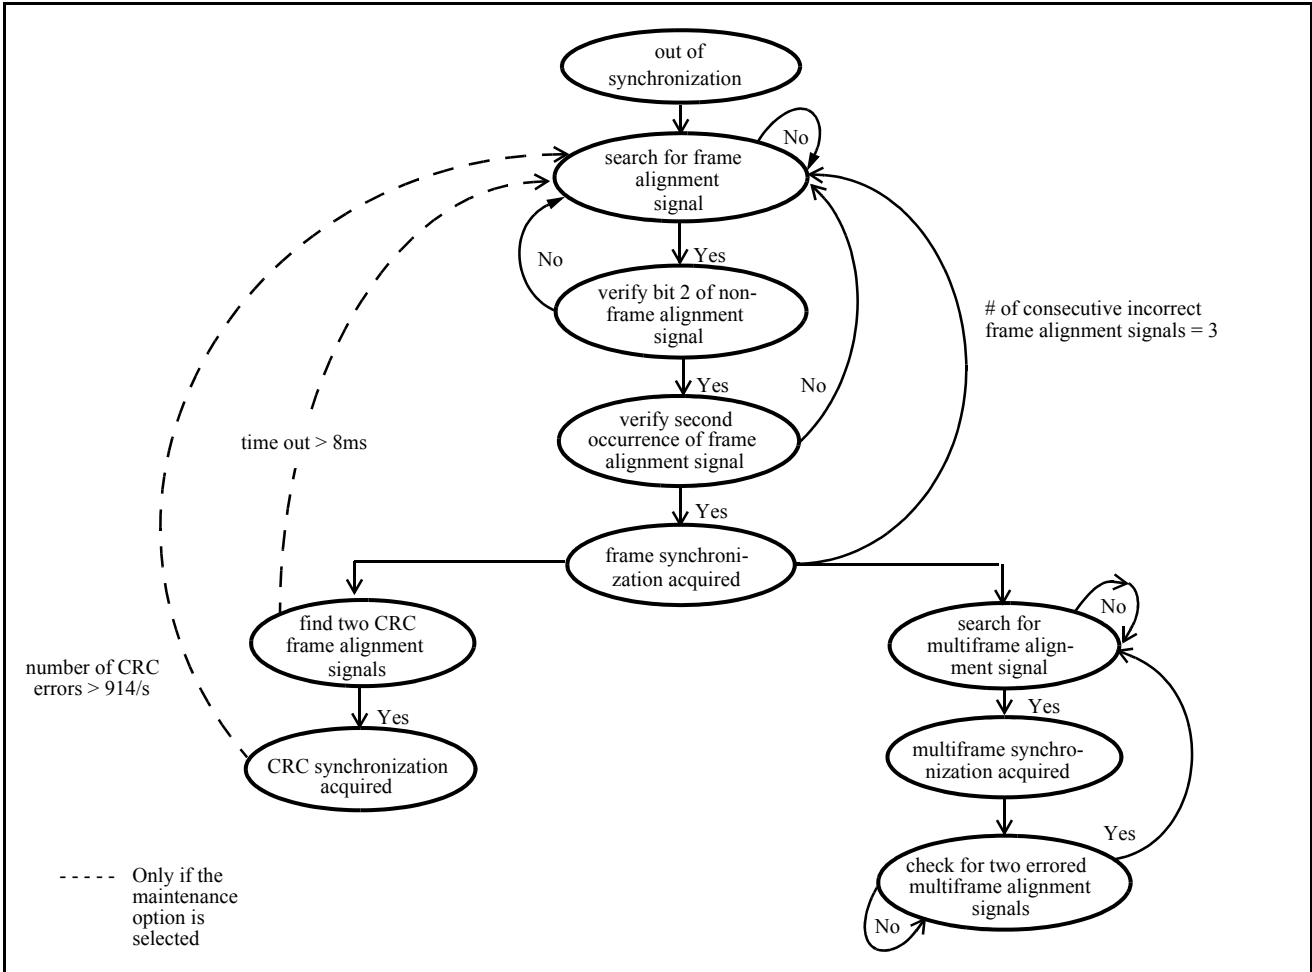 out of
synchronization
No
search for frame
alignment
signal
Yes
No
verify bit 2 of non-
frame alignment
signal
# of consecutive incorrect
frame alignment signals = 3
Yes
No
verify second
occurrence of frame
alignment signal
time out > 8ms
Yes
frame synchroni-
zation acquired
find two CRC
frame alignment
signals
No
search for
multiframe align-
ment signal
number of CRC
errors > 914/s
Yes
Yes
CRC synchronization
acquired
multiframe synchro-
nization acquired
Yes
check for two errored
multiframe alignment
signals
No
- - - - - Only if the
maintenance
option is
selected